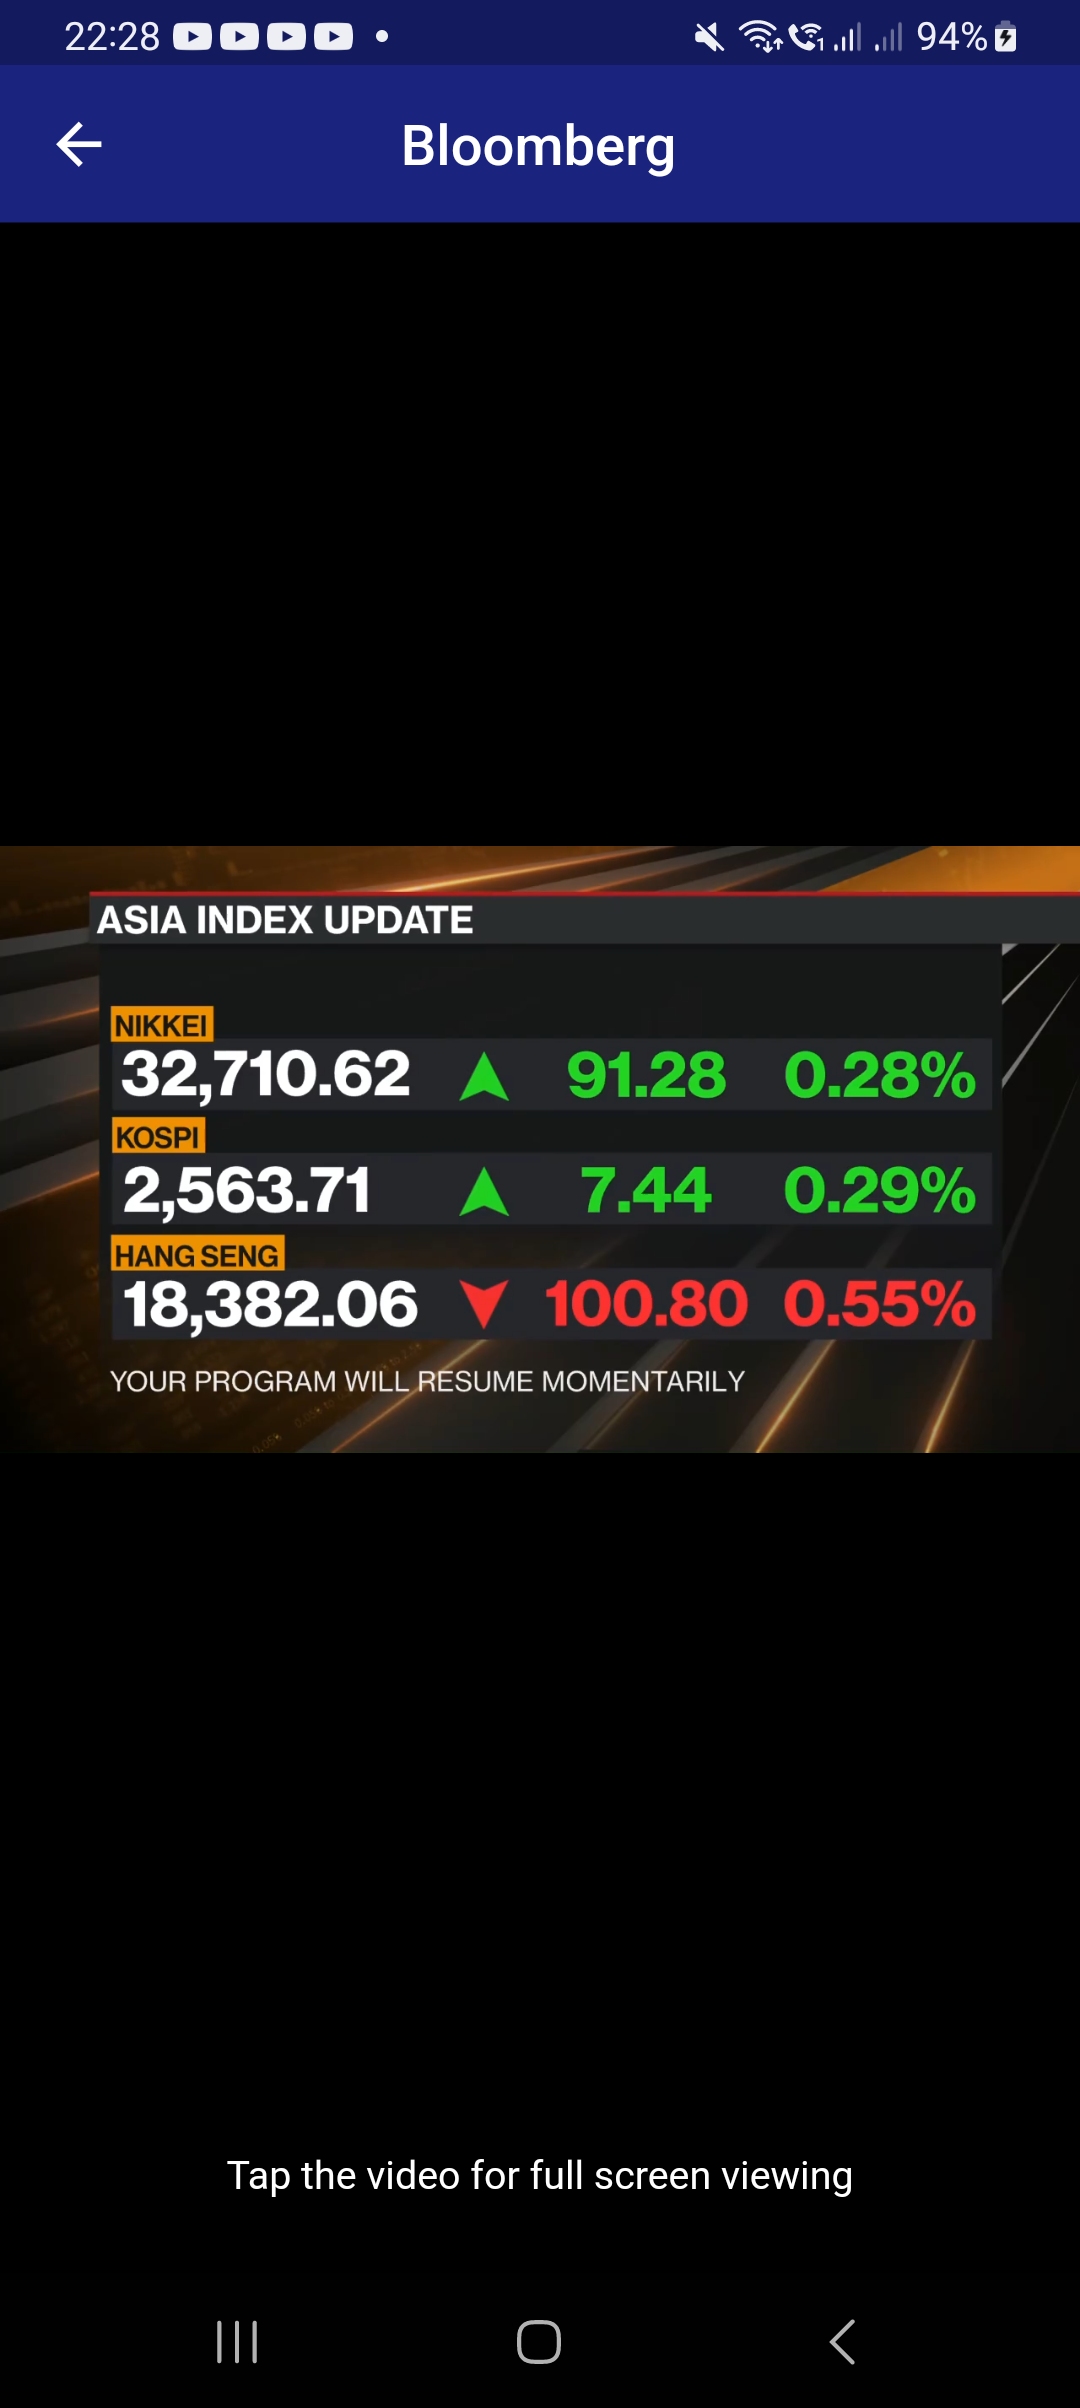 22:28 94%
Bloomberg
ASIA INDEX UPDATE
NIKKEI
32,710.62 91.28 0.28%
KOSPI
2,563.71 7.44 0.29%
HANG SENG
18,382.06 100.80 0.55%
YOUR PROGRAM WILL RESUME MOMENTARILY
Tap the video for full screen viewing